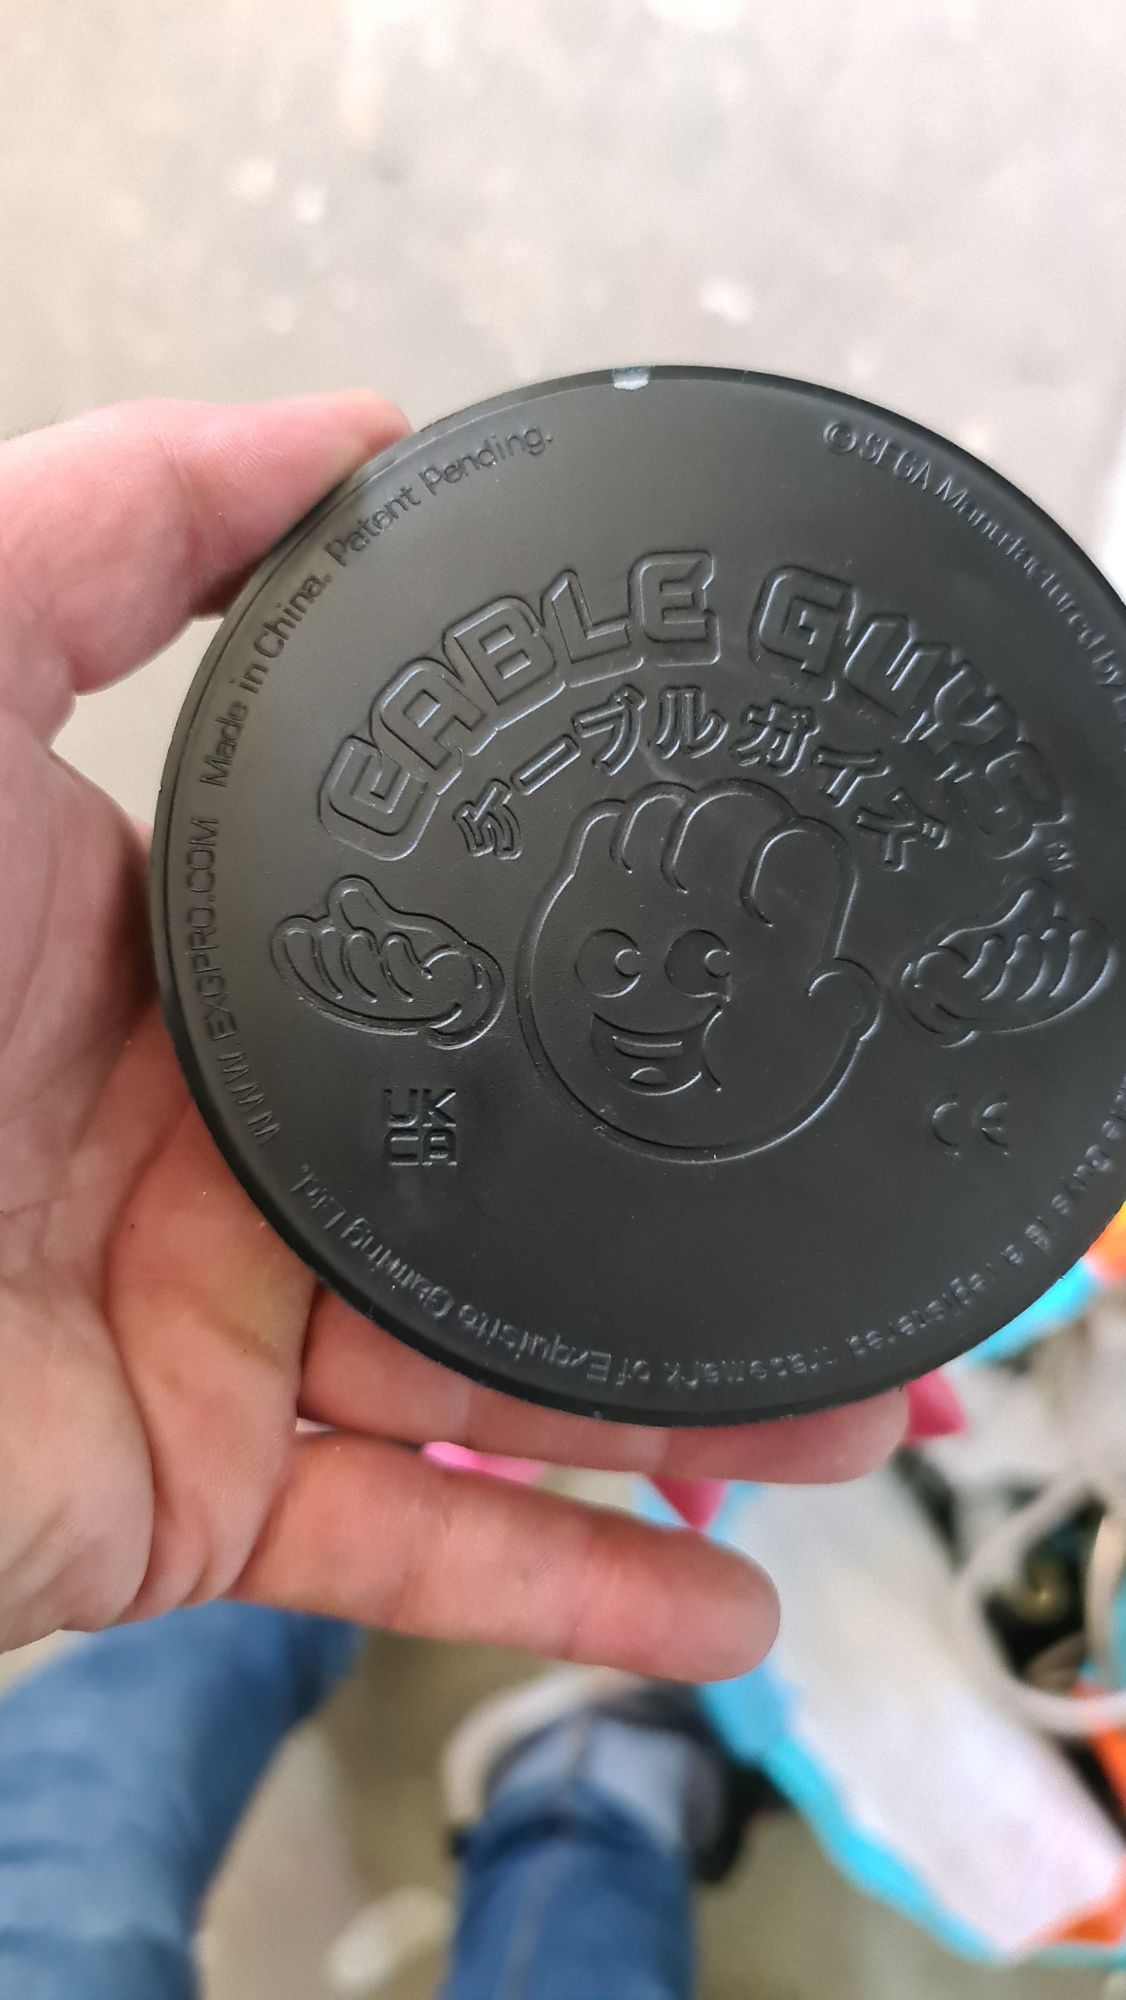 CABLE GUYS™
ケーブル ガイズ
UK
CA
CE
©SEGA Manufactured by
Guys is a registered trademark of Exquisite Gaming Ltd.
WWW.EXGPRO.COM Made in China. Patent Pending.